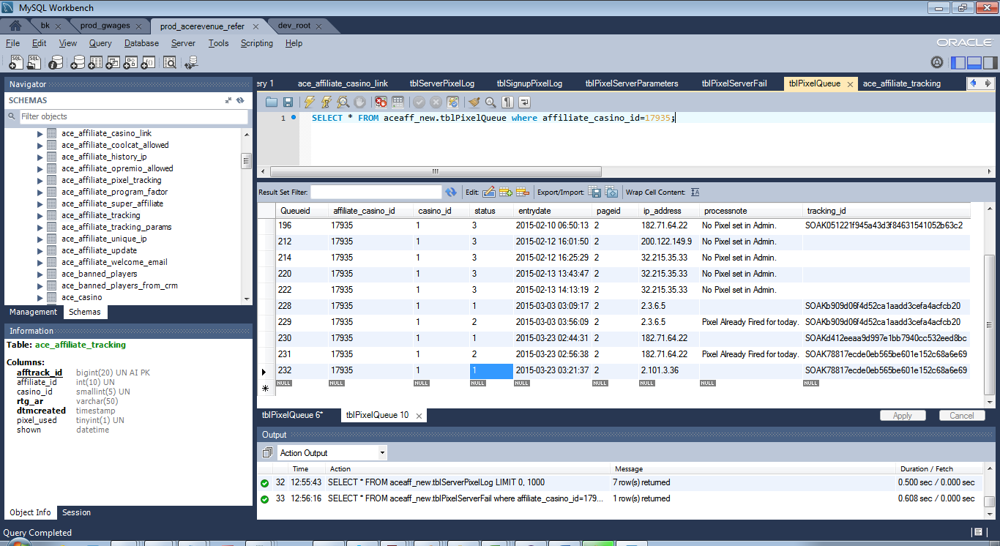 MySQL Workbench
bk
prod_gwages
prod_acerevenue_refer
dev_root
File Edit View Query Database Server Tools Scripting Help
ORACLE
Navigator
SCHEMAS
Filter objects
ace_affiliate_casino_link
ace_affiliate_coolcat_allowed
ace_affiliate_history_ip
ace_affiliate_opremio_allowed
ace_affiliate_pixel_tracking
ace_affiliate_program_factor
ace_affiliate_super_affiliate
ace_affiliate_tracking
ace_affiliate_tracking_params
ace_affiliate_unique_ip
ace_affiliate_update
ace_affiliate_welcome_email
ace_banned_players
ace_banned_players_from_crm
ace_casino
Management Schemas
Information
Table: ace_affiliate_tracking
Columns:
afftrack_id bigint(20) UN AI PK
affiliate_id int(10) UN
casino_id smallint(5) UN
rtg_ar varchar(50)
dtmcreated timestamp
pixel_used tinyint(1) UN
shown datetime
Object Info Session
Query Completed
ery 1 ace_affiliate_casino_link tblServerPixelLog tblSignupPixelLog tblPixelServerParameters tblPixelServerFail tblPixelQueue ace_affiliate_tracking
1 SELECT * FROM aceaff_new.tblPixelQueue where affiliate_casino_id=17935;
Result Set Filter: Edit: Export/Import: Wrap Cell Content:
Queueid affiliate_casino_id casino_id status entrydate pageid ip_address processnote tracking_id
196 17935 1 3 2015-02-10 06:50:13 2 182.71.64.22 No Pixel set in Admin. SOAK051221f945a43d3f84631541052b63c2
212 17935 1 3 2015-02-12 16:01:50 2 200.122.149.9 No Pixel set in Admin.
214 17935 1 3 2015-02-12 16:25:29 2 32.215.35.33 No Pixel set in Admin.
220 17935 1 3 2015-02-13 13:43:47 2 32.215.35.33 No Pixel set in Admin.
222 17935 1 3 2015-02-13 14:13:19 2 32.215.35.33 No Pixel set in Admin.
228 17935 1 1 2015-03-03 03:09:17 2 2.3.6.5 SOAKb909d06f4d52ca1aadd3cefa4acfcb20
229 17935 1 2 2015-03-03 03:56:09 2 2.3.6.5 Pixel Already Fired for today. SOAKb909d06f4d52ca1aadd3cefa4acfcb20
230 17935 1 1 2015-03-23 02:44:31 2 182.71.64.22 SOAKd412eeaa9d997e1bb7940cc532eed8bc
231 17935 1 2 2015-03-23 02:56:38 2 182.71.64.22 Pixel Already Fired for today. SOAK78817ecde0eb565be601e152c68a6e69
232 17935 1 1 2015-03-23 03:21:37 2 2.101.3.36 SOAK78817ecde0eb565be601e152c68a6e69
NULL NULL NULL NULL NULL NULL NULL NULL NULL
tblPixelQueue 6* tblPixelQueue 10 Apply Cancel
Output
Action Output
Time Action Message Duration / Fetch
32 12:55:43 SELECT * FROM aceaff_new.tblServerPixelLog LIMIT 0, 1000 7 row(s) returned 0.500 sec / 0.000 sec
33 12:56:16 SELECT * FROM aceaff_new.tblPixelServerFail where affiliate_casino_id=179... 1 row(s) returned 0.608 sec / 0.000 sec